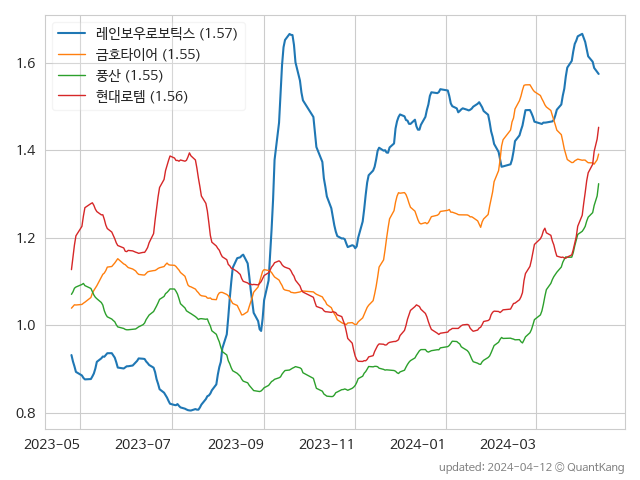 레인보우로보틱스 (1.57)
금호타이어 (1.55)
풍산 (1.55)
현대로템 (1.56)
1.6
1.4
1.2
1.0
0.8
2023-05 2023-07 2023-09 2023-11 2024-01 2024-03
updated: 2024-04-12 © QuantKang